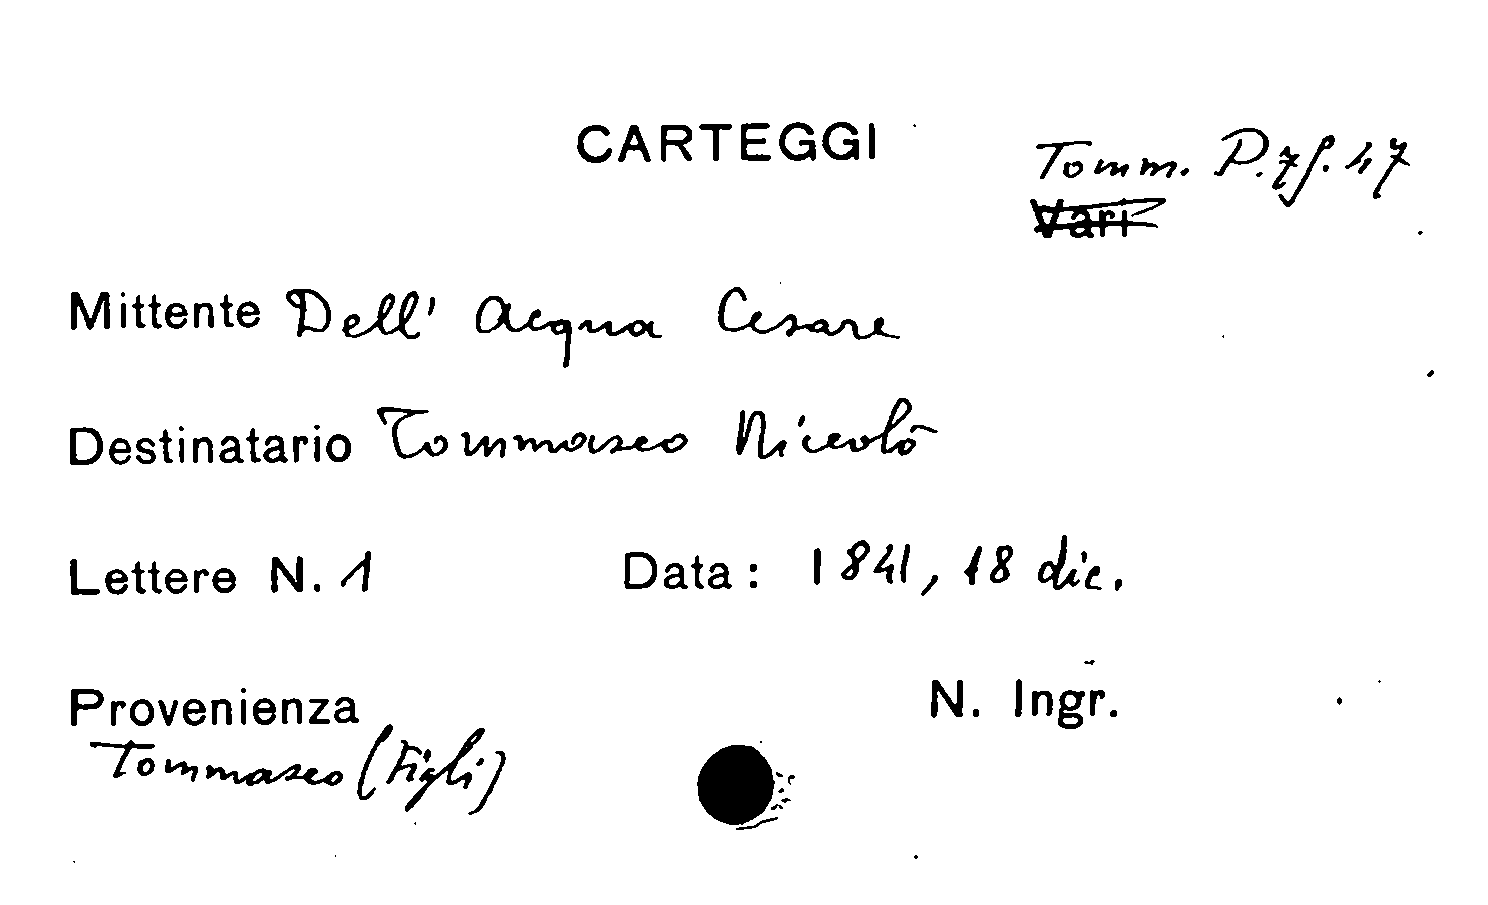 CARTEGGI
Tomm. P.zf. 47
Vari
Mittente Dell' Acqua Cesare
Destinatario Tommaseo Nicolò
Lettere N. 1 Data: 1841, 18 dic.
Provenienza N. Ingr.
Tommaseo (Figli)